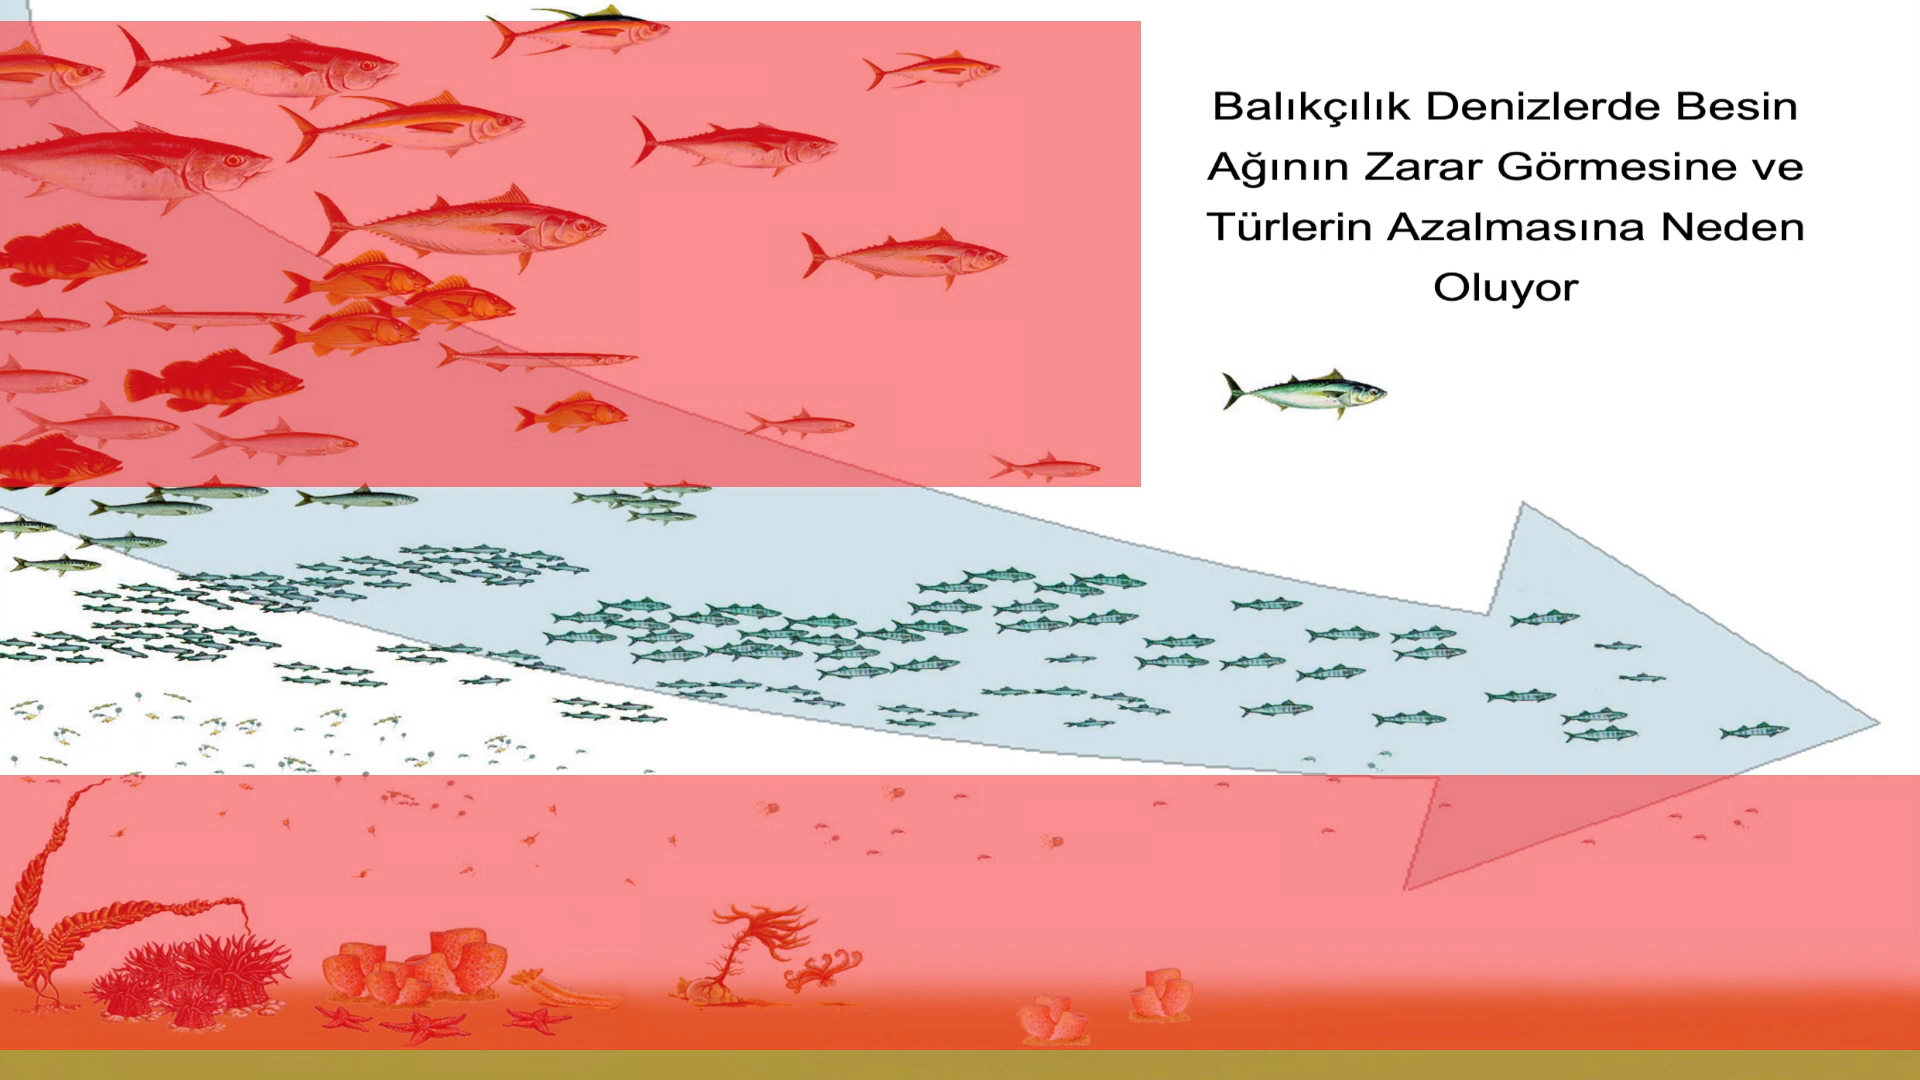 Balıkçılık Denizlerde Besin
Ağının Zarar Görmesine ve
Türlerin Azalmasına Neden
Oluyor